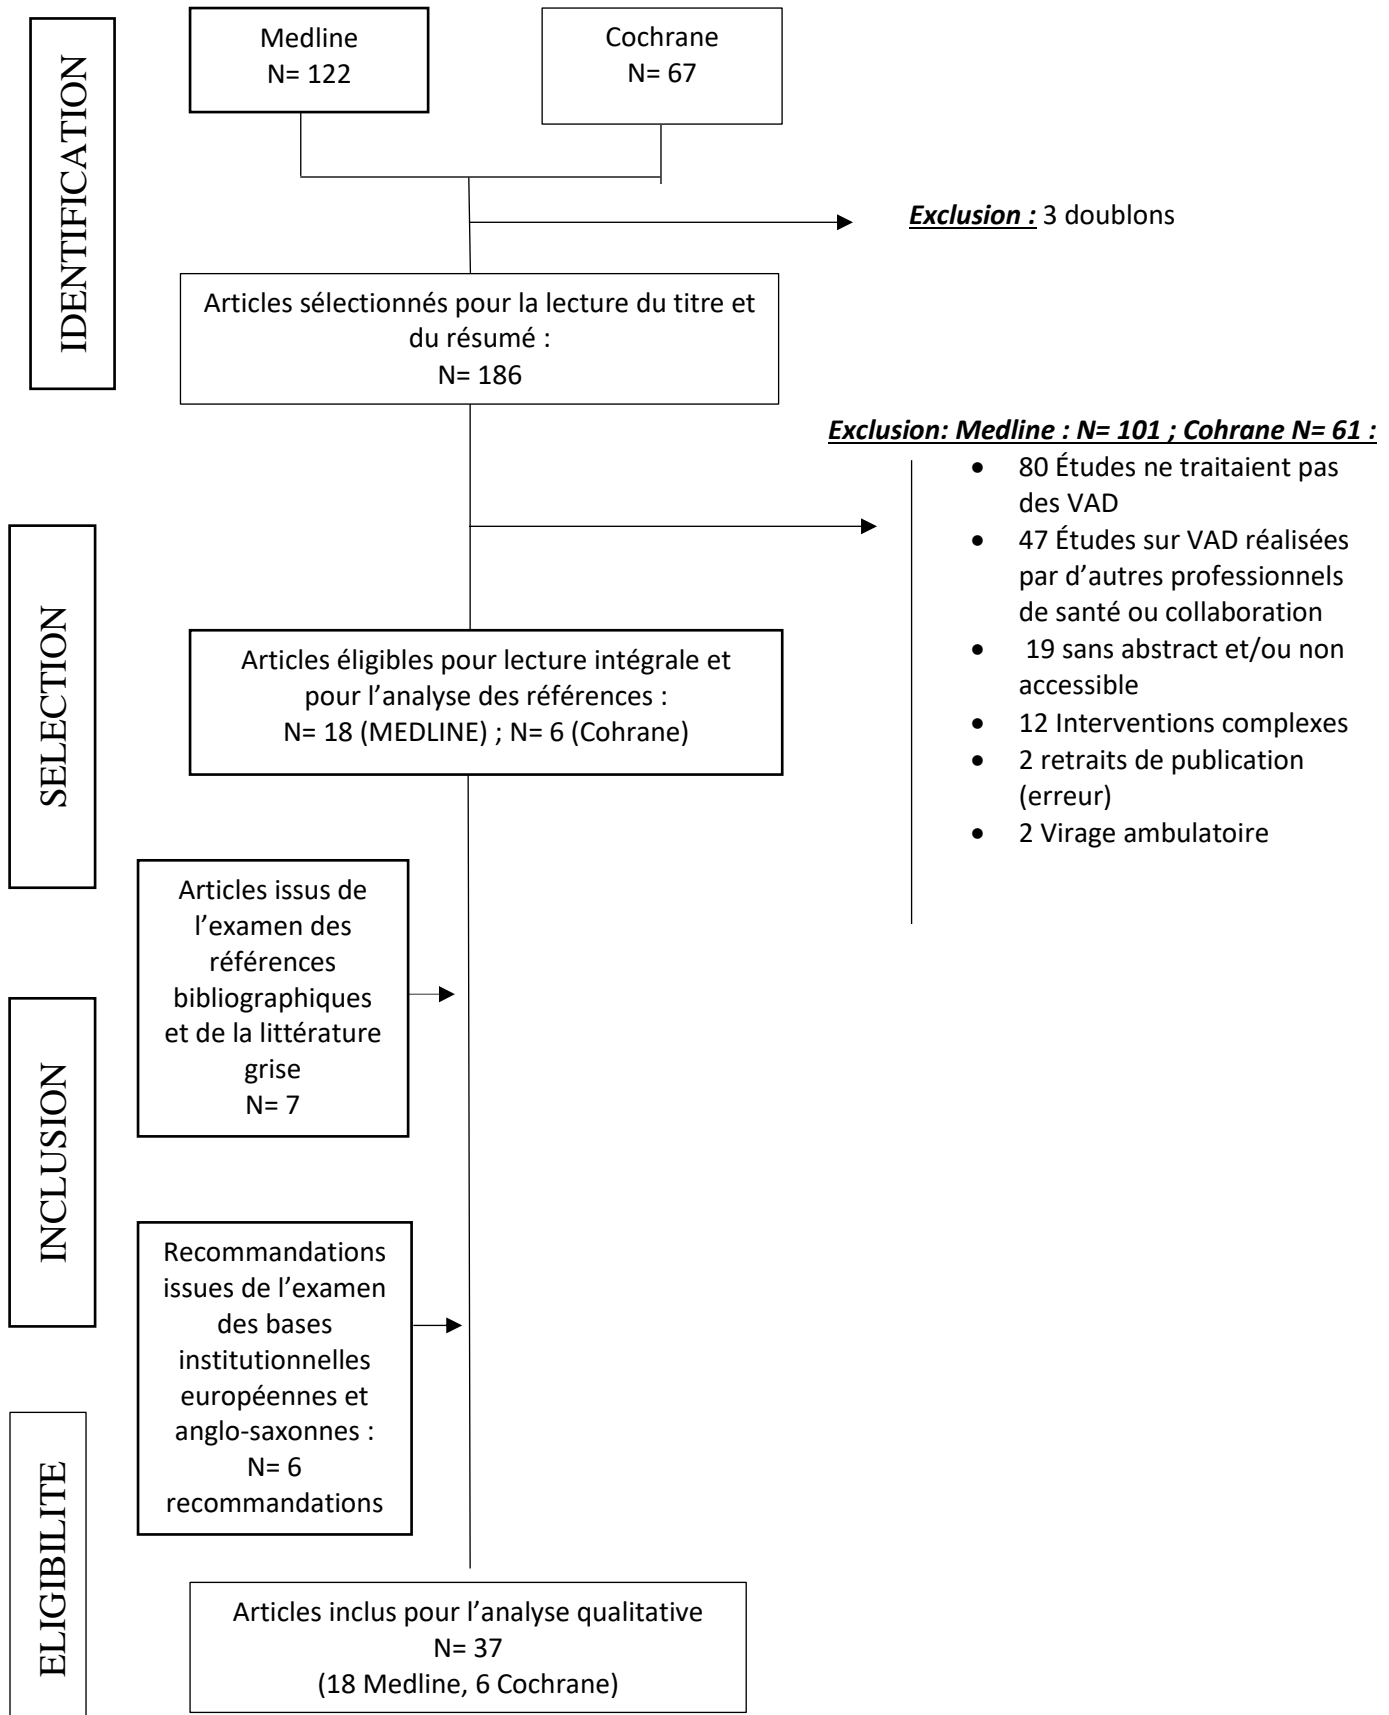 IDENTIFICATION
Medline
N= 122
Cochrane
N= 67
Exclusion : 3 doublons
Articles sélectionnés pour la lecture du titre et
du résumé :
N= 186
Exclusion: Medline : N= 101 ; Cohrane N= 61 :
• 80 Études ne traitaient pas
des VAD
• 47 Études sur VAD réalisées
par d’autres professionnels
de santé ou collaboration
• 19 sans abstract et/ou non
accessible
• 12 Interventions complexes
• 2 retraits de publication
(erreur)
• 2 Virage ambulatoire
SELECTION
Articles éligibles pour lecture intégrale et
pour l’analyse des références :
N= 18 (MEDLINE) ; N= 6 (Cohrane)
Articles issus de
l’examen des
références
bibliographiques
et de la littérature
grise
N= 7
INCLUSION
Recommandations
issues de l’examen
des bases
institutionnelles
européennes et
anglo-saxonnes :
N= 6
recommandations
ELIGIBILITE
Articles inclus pour l’analyse qualitative
N= 37
(18 Medline, 6 Cochrane)